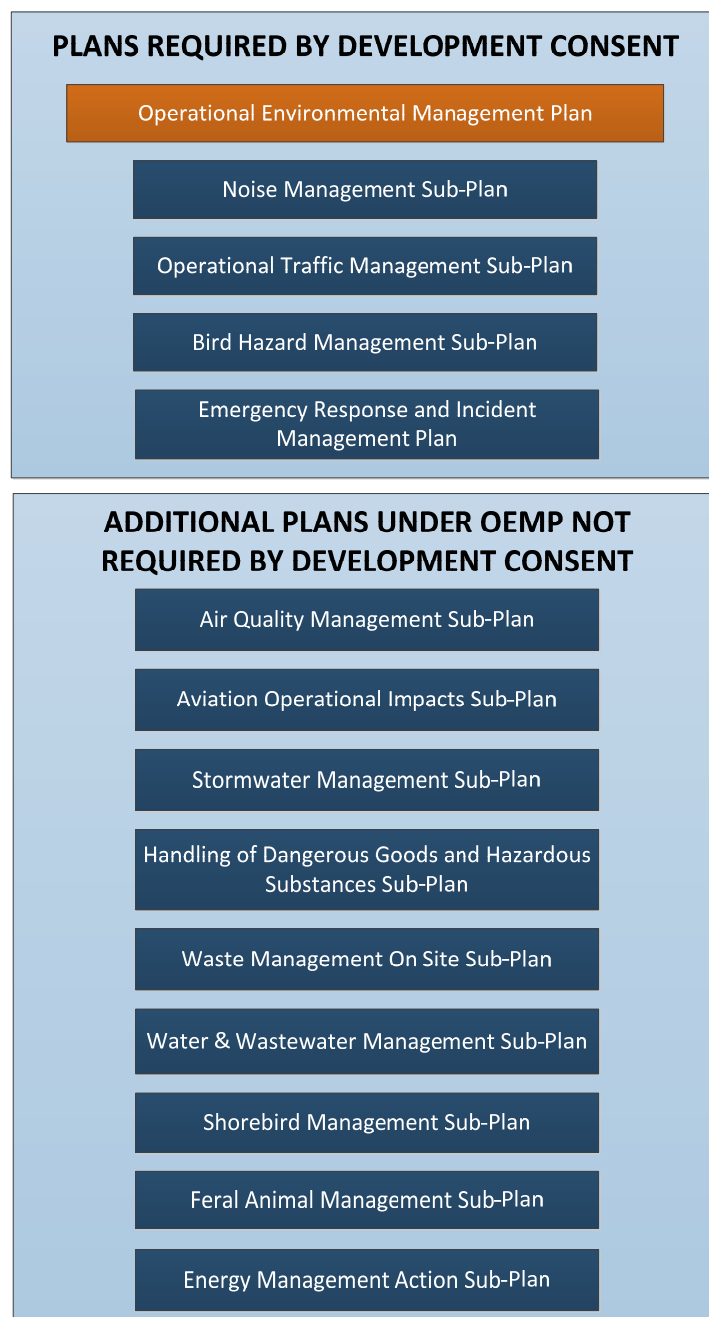 PLANS REQUIRED BY DEVELOPMENT CONSENT
Operational Environmental Management Plan
Noise Management Sub-Plan
Operational Traffic Management Sub-Plan
Bird Hazard Management Sub-Plan
Emergency Response and Incident
Management Plan
ADDITIONAL PLANS UNDER OEMP NOT
REQUIRED BY DEVELOPMENT CONSENT
Air Quality Management Sub-Plan
Aviation Operational Impacts Sub-Plan
Stormwater Management Sub-Plan
Handling of Dangerous Goods and Hazardous
Substances Sub-Plan
Waste Management On Site Sub-Plan
Water & Wastewater Management Sub-Plan
Shorebird Management Sub-Plan
Feral Animal Management Sub-Plan
Energy Management Action Sub-Plan